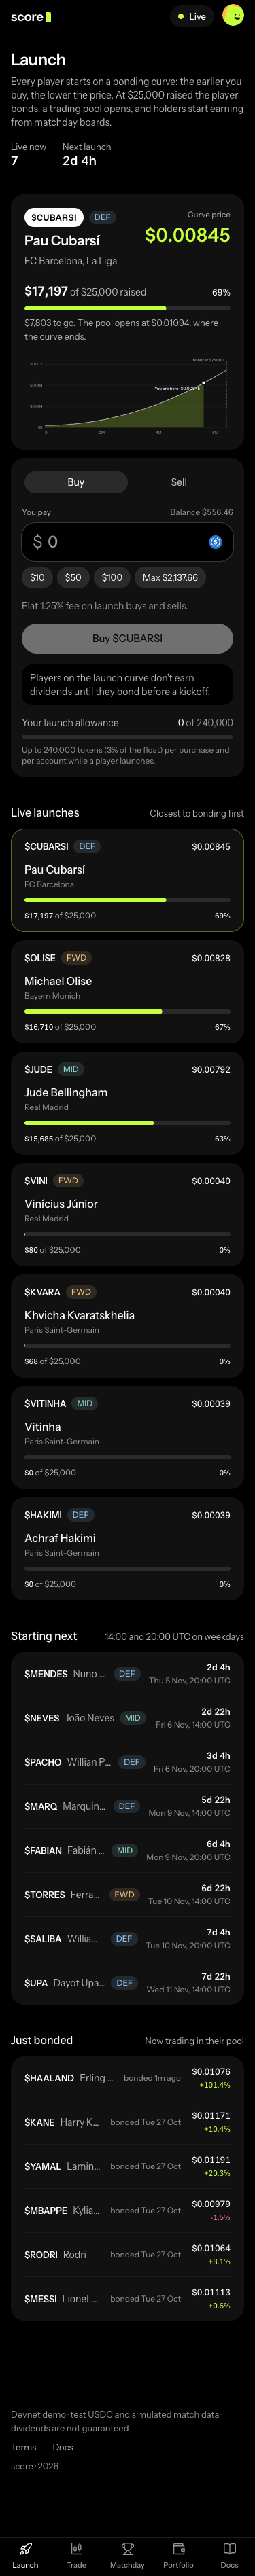 score
Live
Launch
Every player starts on a bonding curve: the earlier you
buy, the lower the price. At $25,000 raised the player
bonds, a trading pool opens, and holders start earning
from matchday boards.
Live now
Next launch
7
2d 4h
$CUBARSI DEF
Curve price
Pau Cubarsí
$0.00845
FC Barcelona, La Liga
$17,197 of $25,000 raised
69%
$7,803 to go. The pool opens at $0.01094, where
the curve ends.
Bonds at $25,000
You are here · $0.00845
$0
0
2M
4M
6M
Buy
Sell
You pay
Balance $556.46
$ 0
$10 $50 $100 Max $2,137.66
Flat 1.25% fee on launch buys and sells.
Buy $CUBARSI
Players on the launch curve don't earn
dividends until they bond before a kickoff.
Your launch allowance
0 of 240,000
Up to 240,000 tokens (3% of the float) per purchase and
per account while a player launches.
Live launches
Closest to bonding first
$CUBARSI DEF $0.00845
Pau Cubarsí
FC Barcelona
$17,197 of $25,000 69%
$OLISE FWD $0.00828
Michael Olise
Bayern Munich
$16,710 of $25,000 67%
$JUDE MID $0.00792
Jude Bellingham
Real Madrid
$15,685 of $25,000 63%
$VINI FWD $0.00040
Vinícius Júnior
Real Madrid
$80 of $25,000 0%
$KVARA FWD $0.00040
Khvicha Kvaratskhelia
Paris Saint-Germain
$68 of $25,000 0%
$VITINHA MID $0.00039
Vitinha
Paris Saint-Germain
$0 of $25,000 0%
$HAKIMI DEF $0.00039
Achraf Hakimi
Paris Saint-Germain
$0 of $25,000 0%
Starting next
14:00 and 20:00 UTC on weekdays
$MENDES Nuno ... DEF 2d 4h
Thu 5 Nov, 20:00 UTC
$NEVES João Neves MID 2d 22h
Fri 6 Nov, 14:00 UTC
$PACHO Willian P... DEF 3d 4h
Fri 6 Nov, 20:00 UTC
$MARQ Marquin... DEF 5d 22h
Mon 9 Nov, 14:00 UTC
$FABIAN Fabián ... MID 6d 4h
Mon 9 Nov, 20:00 UTC
$TORRES Ferra... FWD 6d 22h
Tue 10 Nov, 14:00 UTC
$SALIBA Willia... DEF 7d 4h
Tue 10 Nov, 20:00 UTC
$UPA Dayot Upa... DEF 7d 22h
Wed 11 Nov, 14:00 UTC
Just bonded
Now trading in their pool
$HAALAND Erling ... bonded 1m ago $0.01076
+101.4%
$KANE Harry K... bonded Tue 27 Oct $0.01171
+10.4%
$YAMAL Lamin... bonded Tue 27 Oct $0.01191
+20.3%
$MBAPPE Kylia... bonded Tue 27 Oct $0.00979
-1.5%
$RODRI Rodri bonded Tue 27 Oct $0.01064
+3.1%
$MESSI Lionel ... bonded Tue 27 Oct $0.01113
+0.6%
Devnet demo · test USDC and simulated match data ·
dividends are not guaranteed
Terms Docs
score · 2026
Launch Trade Matchday Portfolio Docs